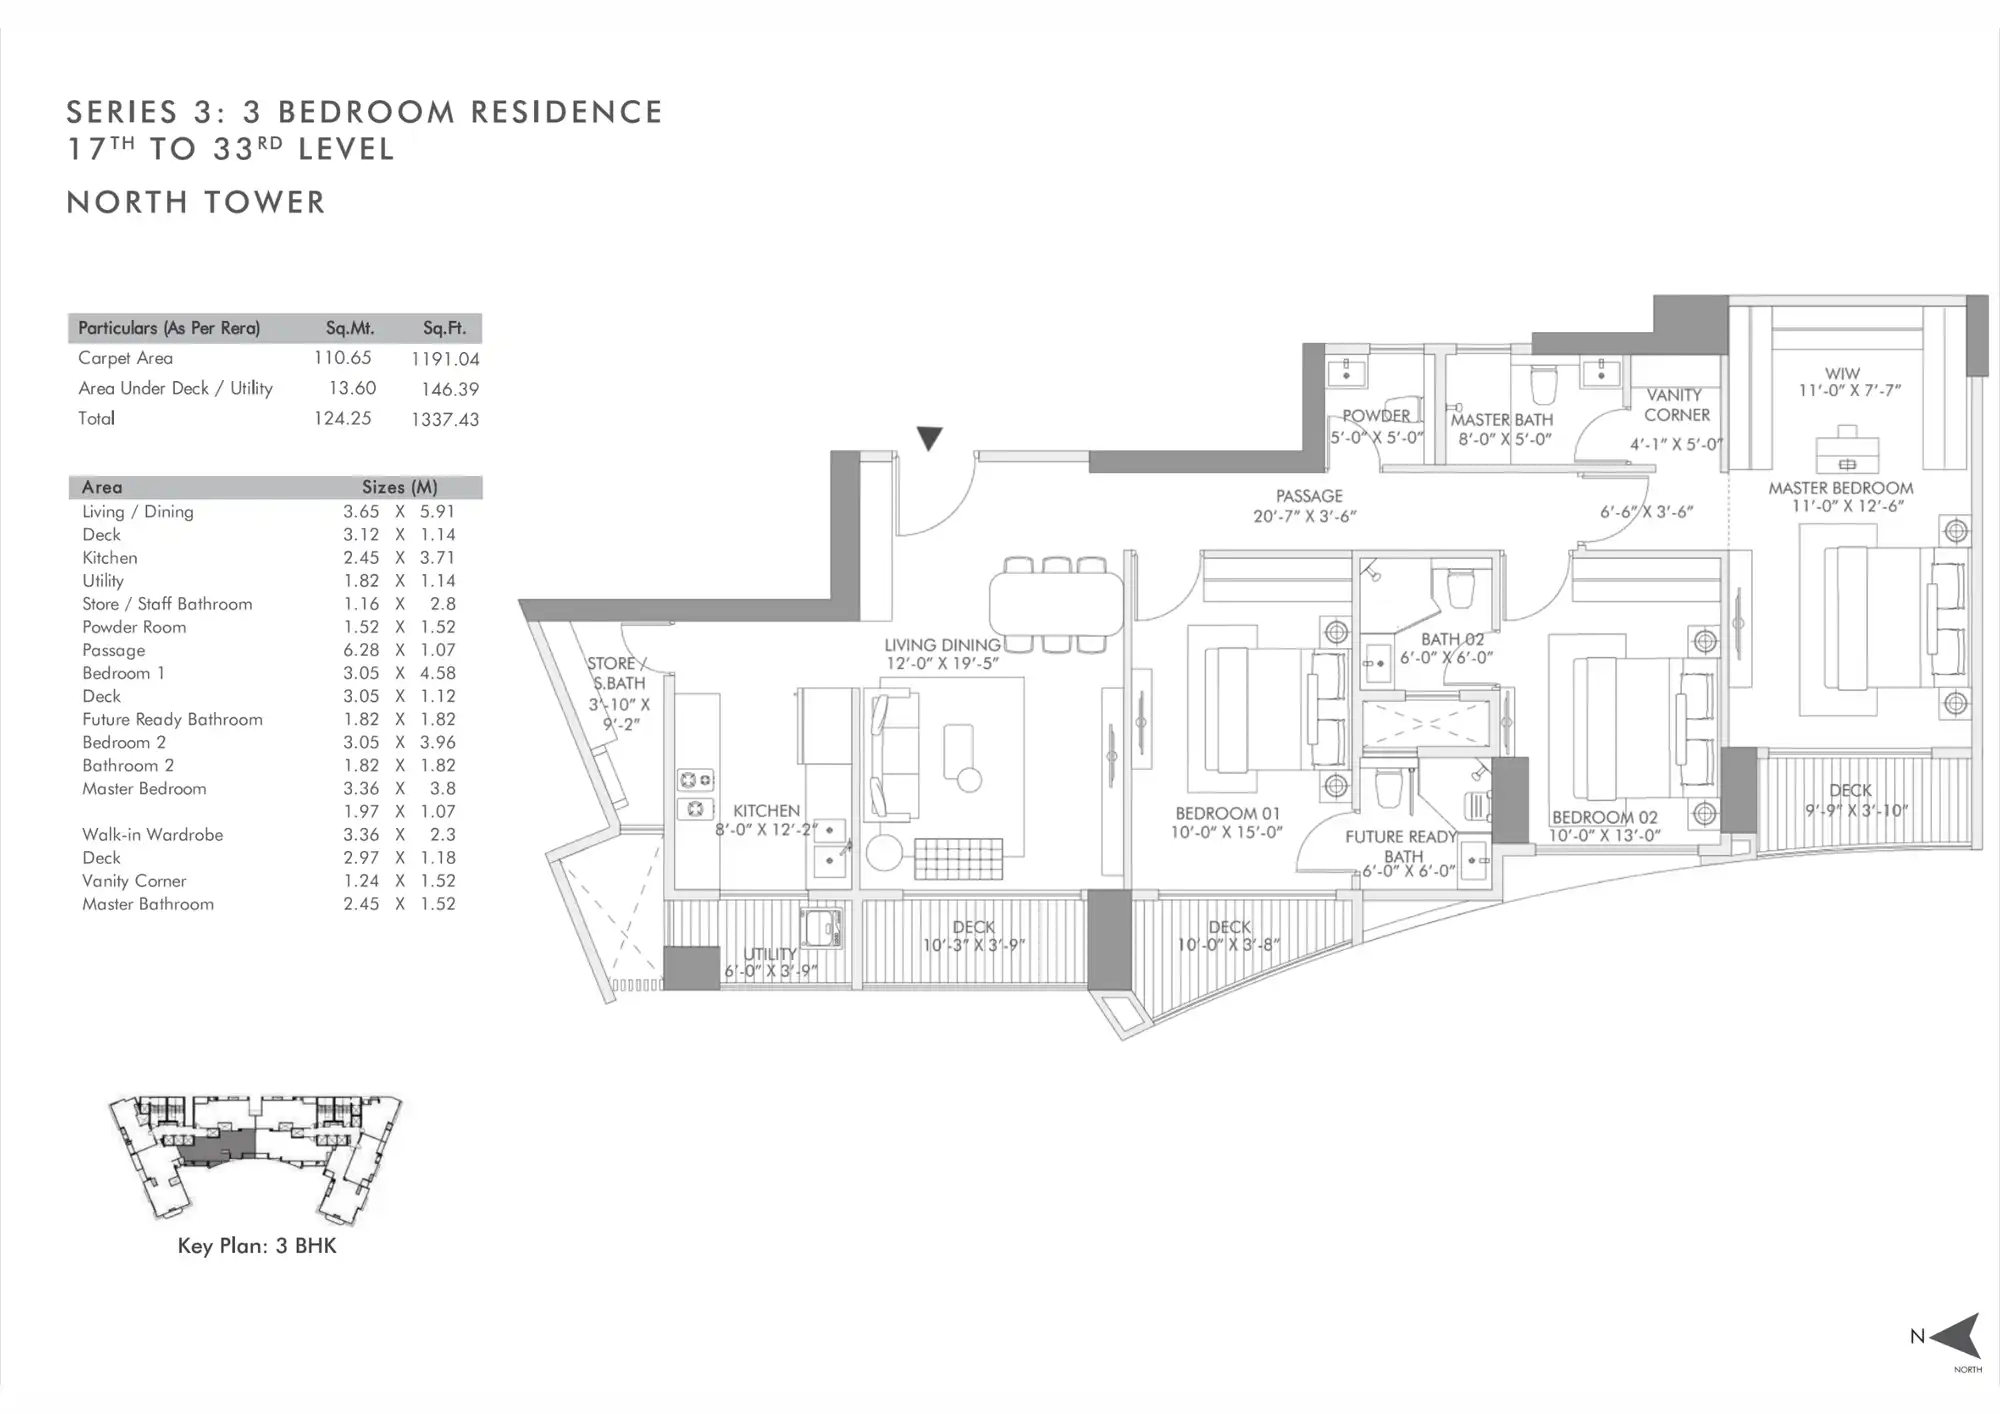 SERIES 3: 3 BEDROOM RESIDENCE
17TH TO 33RD LEVEL
NORTH TOWER
Particulars (As Per Rera) Sq.Mt. Sq.Ft.
Carpet Area 110.65 1191.04
Area Under Deck / Utility 13.60 146.39
Total 124.25 1337.43
Area Sizes (M)
Living / Dining 3.65 X 5.91
Deck 3.12 X 1.14
Kitchen 2.45 X 3.71
Utility 1.82 X 1.14
Store / Staff Bathroom 1.16 X 2.8
Powder Room 1.52 X 1.52
Passage 6.28 X 1.07
Bedroom 1 3.05 X 4.58
Deck 3.05 X 1.12
Future Ready Bathroom 1.82 X 1.82
Bedroom 2 3.05 X 3.96
Bathroom 2 1.82 X 1.82
Master Bedroom 3.36 X 3.8
1.97 X 1.07
Walk-in Wardrobe 3.36 X 2.3
Deck 2.97 X 1.18
Vanity Corner 1.24 X 1.52
Master Bathroom 2.45 X 1.52
WIW
11'-0" X 7'-7"
VANITY
CORNER
4'-1" X 5'-0"
POWDER
5'-0" X 5'-0"
MASTER BATH
8'-0" X 5'-0"
PASSAGE
20'-7" X 3'-6"
6'-6" X 3'-6"
MASTER BEDROOM
11'-0" X 12'-6"
LIVING DINING
12'-0" X 19'-5"
STORE /
S.BATH
3'-10" X
9'-2"
BATH 02
6'-0" X 6'-0"
KITCHEN
8'-0" X 12'-2"
BEDROOM 01
10'-0" X 15'-0"
FUTURE READY
BATH
6'-0" X 6'-0"
BEDROOM 02
10'-0" X 13'-0"
DECK
9'-9" X 3'-10"
UTILITY
6'-0" X 3'-9"
DECK
10'-3" X 3'-9"
DECK
10'-0" X 3'-8"
Key Plan: 3 BHK
N
NORTH